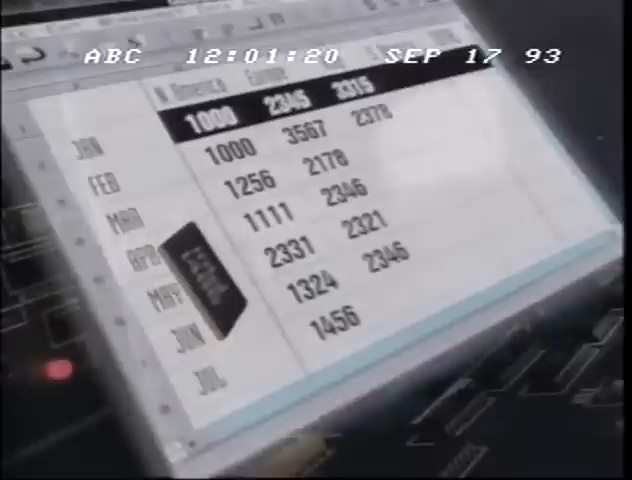 ABC 12:01:20 SEP 17 93
N America Europe
JAN 1000 2345 3315
FEB 1000 3567 2378
MAR 1256 2178
APR 1111 2346
MAY 2331 2321
JUN 1324 2346
JUL 1456